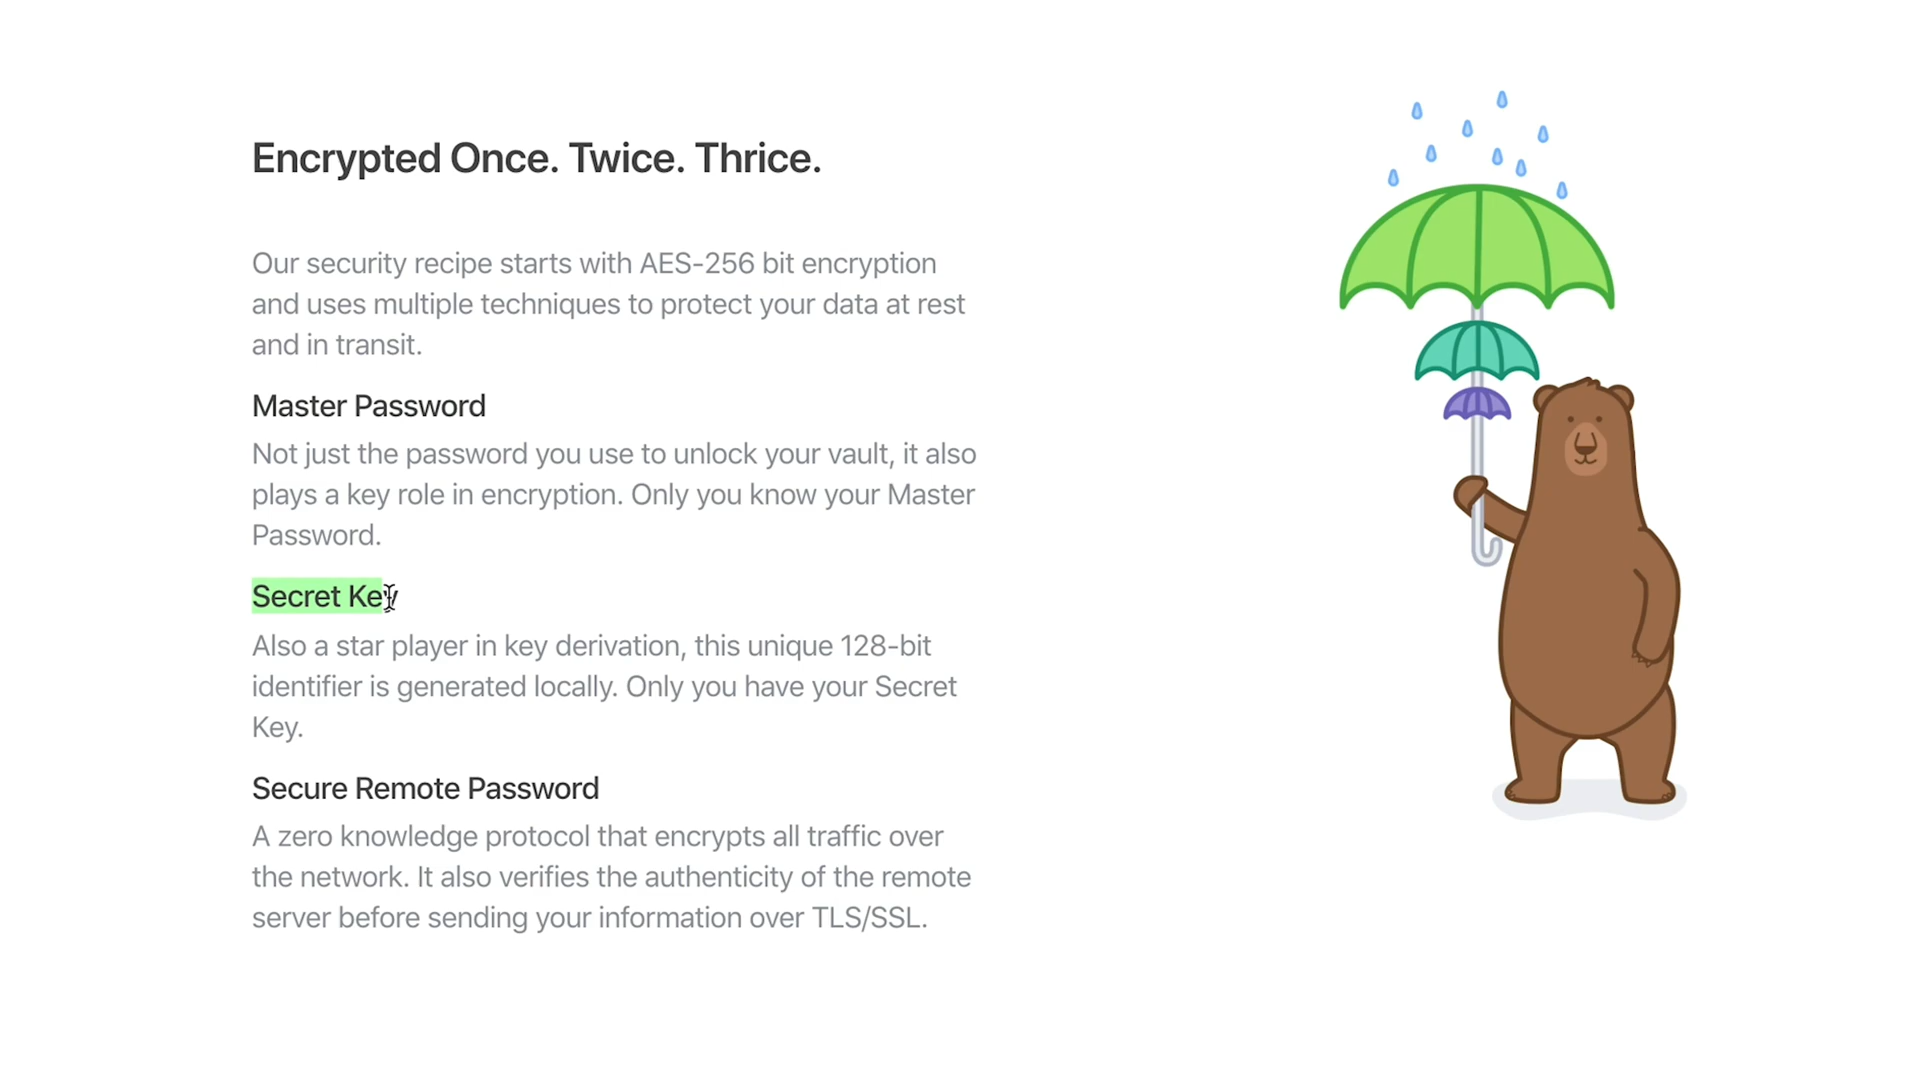 Encrypted Once. Twice. Thrice.
Our security recipe starts with AES-256 bit encryption
and uses multiple techniques to protect your data at rest
and in transit.
Master Password
Not just the password you use to unlock your vault, it also
plays a key role in encryption. Only you know your Master
Password.
Secret Key
Also a star player in key derivation, this unique 128-bit
identifier is generated locally. Only you have your Secret
Key.
Secure Remote Password
A zero knowledge protocol that encrypts all traffic over
the network. It also verifies the authenticity of the remote
server before sending your information over TLS/SSL.